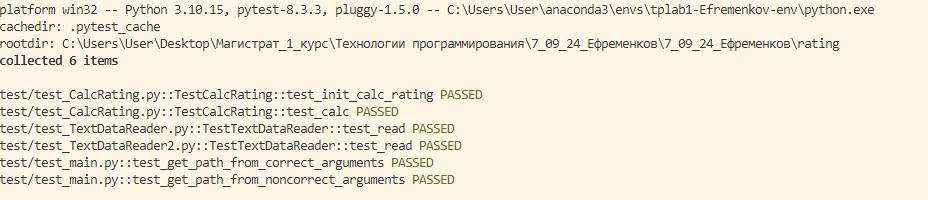 platform win32 -- Python 3.10.15, pytest-8.3.3, pluggy-1.5.0 -- C:\Users\User\anaconda3\envs\tplab1-Efremenkov-env\python.exe
cachedir: .pytest_cache
rootdir: C:\Users\User\Desktop\Магистрат_1_курс\Технологии программирования\7_09_24_Ефременков\7_09_24_Ефременков\rating
collected 6 items
test/test_CalcRating.py::TestCalcRating::test_init_calc_rating PASSED
test/test_CalcRating.py::TestCalcRating::test_calc PASSED
test/test_TextDataReader.py::TestTextDataReader::test_read PASSED
test/test_TextDataReader2.py::TestTextDataReader::test_read PASSED
test/test_main.py::test_get_path_from_correct_arguments PASSED
test/test_main.py::test_get_path_from_noncorrect_arguments PASSED